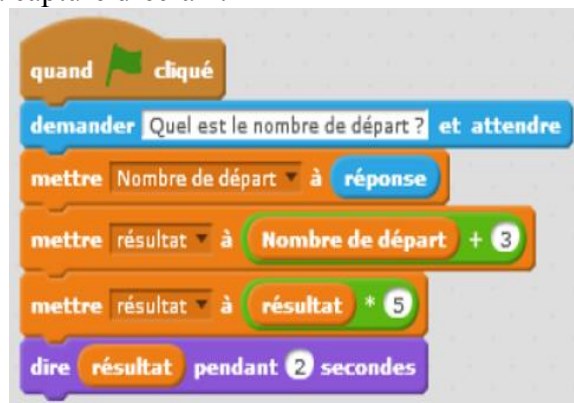 quand cliqué
demander Quel est le nombre de départ ? et attendre
mettre Nombre de départ à réponse
mettre résultat à Nombre de départ + 3
mettre résultat à résultat * 5
dire résultat pendant 2 secondes